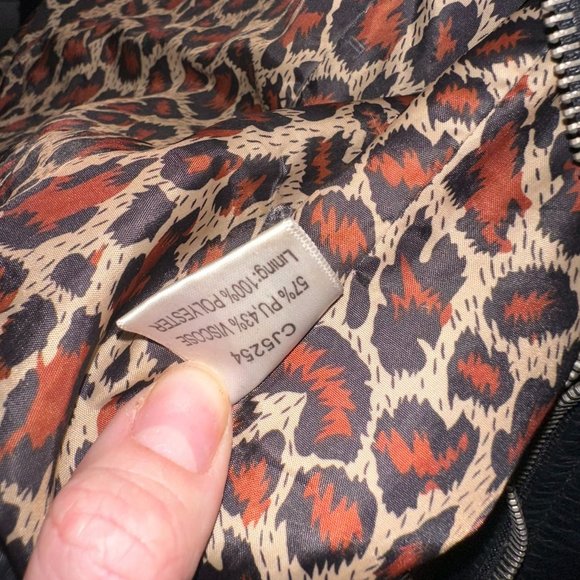 CJ5254
57% PU 43% VISCOSE
Lining:100% POLYESTER